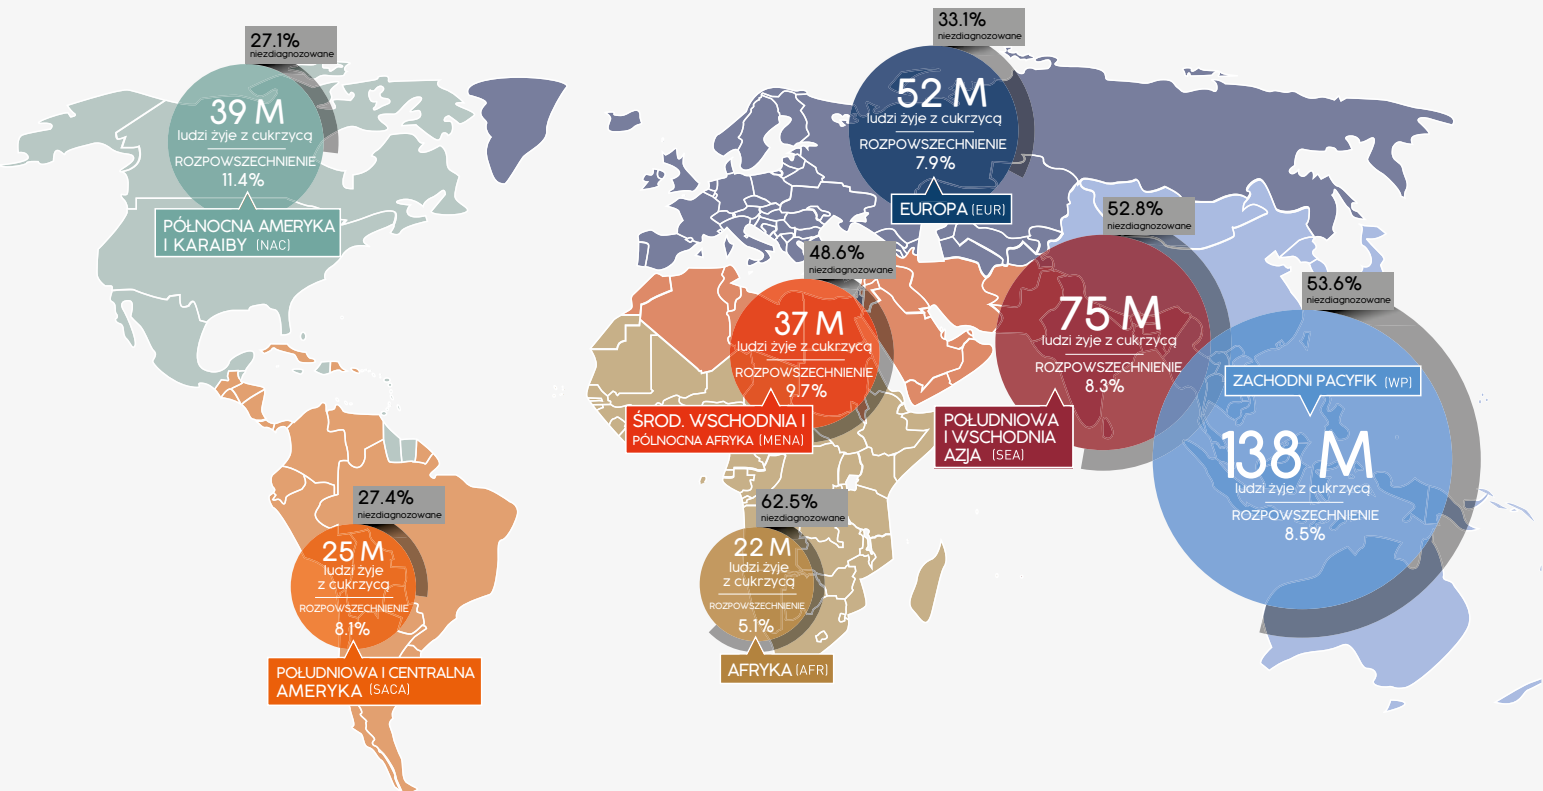 27.1%
niezdiagnozowane
39 M
ludzi żyje z cukrzycą
ROZPOWSZECHNIENIE
11.4%
PÓŁNOCNA AMERYKA
I KARAIBY (NAC)
33.1%
niezdiagnozowane
52 M
ludzi żyje z cukrzycą
ROZPOWSZECHNIENIE
7.9%
EUROPA (EUR)
48.6%
niezdiagnozowane
37 M
ludzi żyje z cukrzycą
ROZPOWSZECHNIENIE
9.7%
ŚROD. WSCHODNIA I
PÓŁNOCNA AFRYKA (MENA)
52.8%
niezdiagnozowane
75 M
ludzi żyje z cukrzycą
ROZPOWSZECHNIENIE
8.3%
POŁUDNIOWA
I WSCHODNIA
AZJA (SEA)
53.6%
niezdiagnozowane
ZACHODNI PACYFIK (WP)
138 M
ludzi żyje z cukrzycą
ROZPOWSZECHNIENIE
8.5%
27.4%
niezdiagnozowane
25 M
ludzi żyje
z cukrzycą
ROZPOWSZECHNIENIE
8.1%
POŁUDNIOWA I CENTRALNA
AMERYKA (SACA)
62.5%
niezdiagnozowane
22 M
ludzi żyje
z cukrzycą
ROZPOWSZECHNIENIE
5.1%
AFRYKA (AFR)